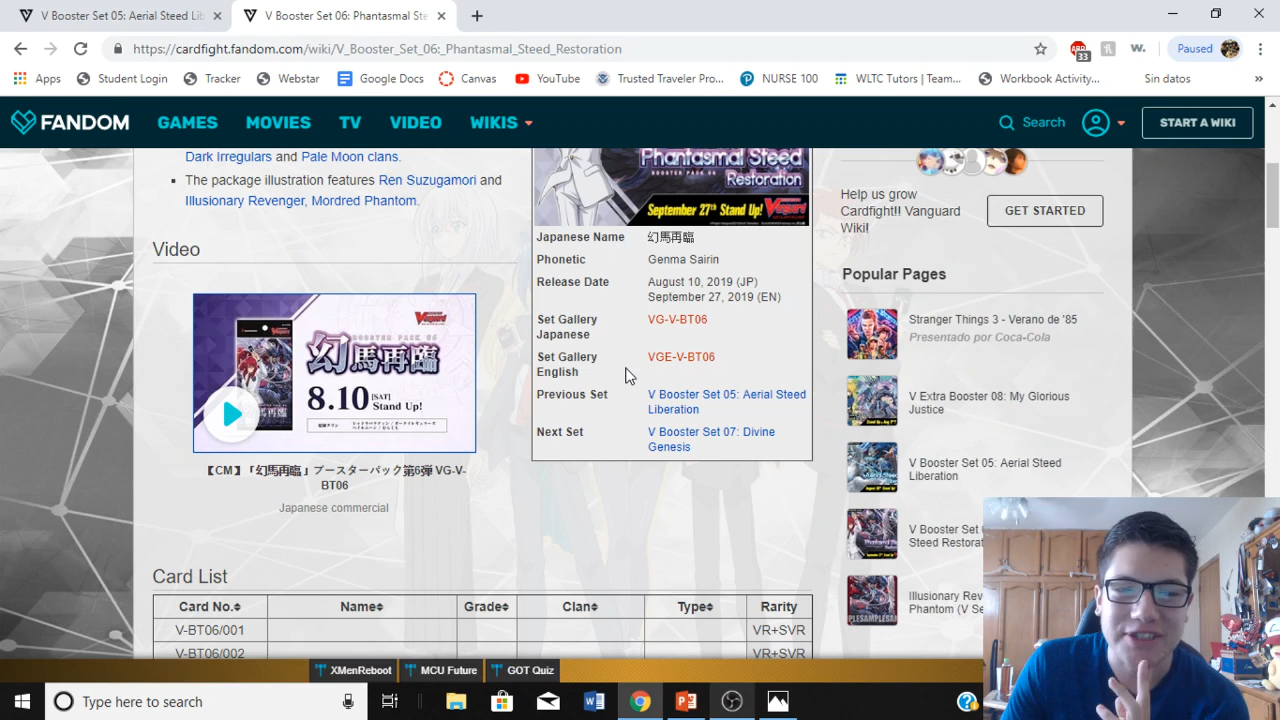 V Booster Set 05: Aerial Steed Lib
V Booster Set 06: Phantasmal Ste
https://cardfight.fandom.com/wiki/V_Booster_Set_06:_Phantasmal_Steed_Restoration
33
W.
Paused
Apps
Student Login
Tracker
Webstar
Google Docs
Canvas
YouTube
Trusted Traveler Pro...
NURSE 100
WLTC Tutors | Team...
Workbook Activity...
Sin datos
»
FANDOM
GAMES
MOVIES
TV
VIDEO
WIKIS
Search
START A WIKI
Dark Irregulars and Pale Moon clans.
The package illustration features Ren Suzugamori and
Illusionary Revenger, Mordred Phantom.
Video
幻馬再臨
8.10 [SAT]
Stand Up!
【CM】「幻馬再臨」ブースターパック第6弾 VG-V-
BT06
Japanese commercial
Phantasmal Steed
BOOSTER PACK 06
Restoration
September 27th Stand Up! Vanguard
Japanese Name 幻馬再臨
Phonetic Genma Sairin
Release Date August 10, 2019 (JP)
September 27, 2019 (EN)
Set Gallery VG-V-BT06
Japanese
Set Gallery VGE-V-BT06
English
Previous Set V Booster Set 05: Aerial Steed
Liberation
Next Set V Booster Set 07: Divine
Genesis
Help us grow
Cardfight!! Vanguard
Wiki!
GET STARTED
Popular Pages
Stranger Things 3 - Verano de '85
Presentado por Coca-Cola
V Extra Booster 08: My Glorious
Justice
V Booster Set 05: Aerial Steed
Liberation
V Booster Set
Steed Restorat
Illusionary Rev
Phantom (V Se
Card List
Card No. Name Grade Clan Type Rarity
V-BT06/001 VR+SVR
V-BT06/002 VR+SVR
XMenReboot
MCU Future
GOT Quiz
Type here to search